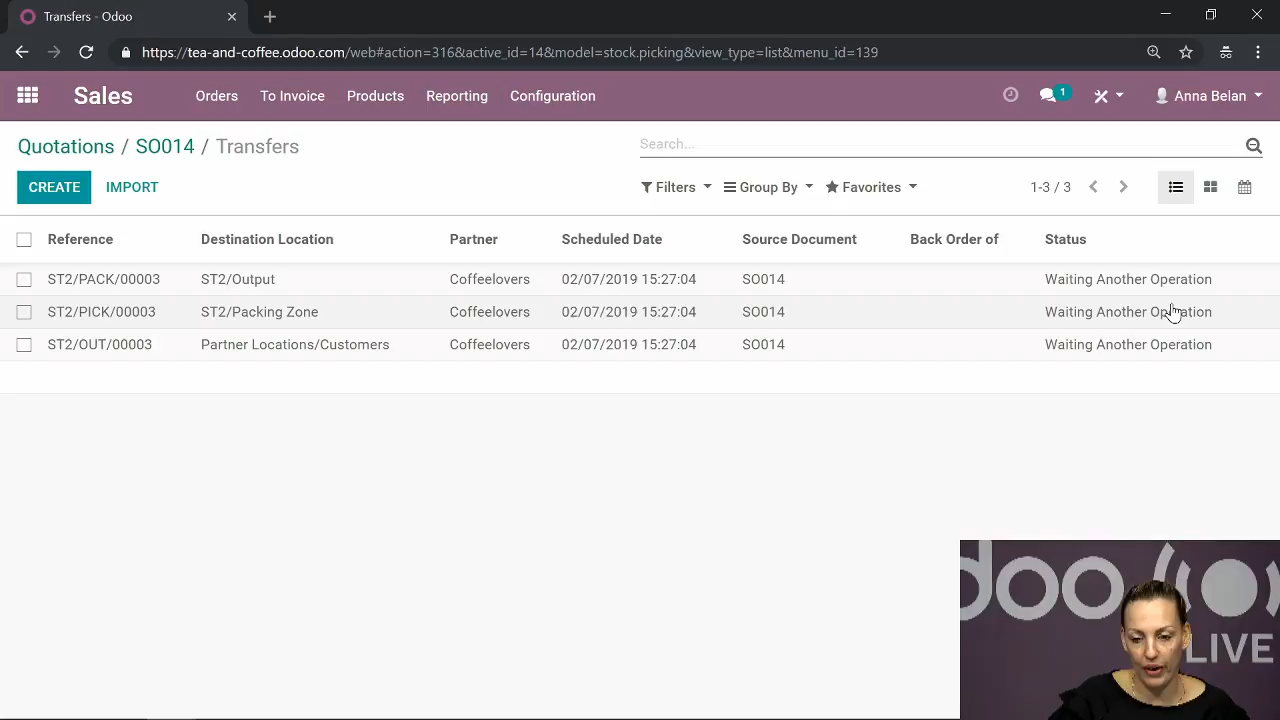 Transfers - Odoo
https://tea-and-coffee.odoo.com/web#action=316&active_id=14&model=stock.picking&view_type=list&menu_id=139
Sales Orders To Invoice Products Reporting Configuration 1 Anna Belan
Quotations / SO014 / Transfers Search...
CREATE IMPORT Filters Group By Favorites 1-3 / 3
Reference Destination Location Partner Scheduled Date Source Document Back Order of Status
ST2/PACK/00003 ST2/Output Coffeelovers 02/07/2019 15:27:04 SO014 Waiting Another Operation
ST2/PICK/00003 ST2/Packing Zone Coffeelovers 02/07/2019 15:27:04 SO014 Waiting Another Operation
ST2/OUT/00003 Partner Locations/Customers Coffeelovers 02/07/2019 15:27:04 SO014 Waiting Another Operation
doo
LIVE